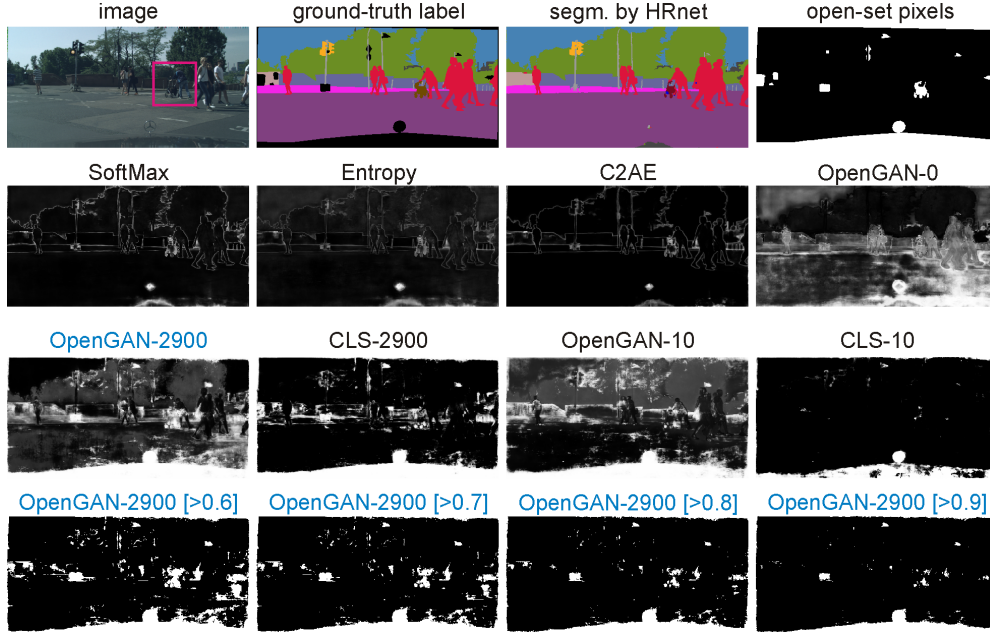 image ground-truth label segm. by HRnet open-set pixels
SoftMax Entropy C2AE OpenGAN-0
OpenGAN-2900 CLS-2900 OpenGAN-10 CLS-10
OpenGAN-2900 [>0.6] OpenGAN-2900 [>0.7] OpenGAN-2900 [>0.8] OpenGAN-2900 [>0.9]